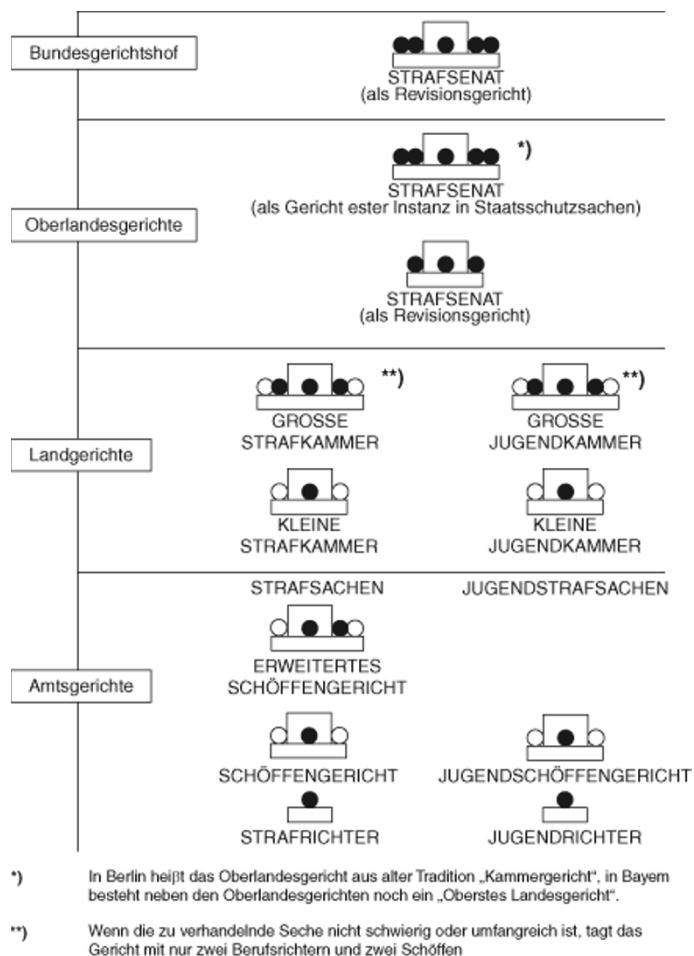 Bundesgerichtshof
STRAFSENAT
(als Revisionsgericht)
*)
STRAFSENAT
(als Gericht ester Instanz in Staatsschutzsachen)
Oberlandesgerichte
STRAFSENAT
(als Revisionsgericht)
**)
**)
GROSSE
STRAFKAMMER
GROSSE
JUGENDKAMMER
Landgerichte
KLEINE
STRAFKAMMER
KLEINE
JUGENDKAMMER
STRAFSACHEN
JUGENDSTRAFSACHEN
ERWEITERTES
SCHÖFFENGERICHT
Amtsgerichte
SCHÖFFENGERICHT
JUGENDSCHÖFFENGERICHT
STRAFRICHTER
JUGENDRICHTER
*) In Berlin heiβt das Oberlandesgericht aus alter Tradition „Kammergericht“, in Bayem
besteht neben den Oberlandesgerichten noch ein „Oberstes Landesgericht“.
**) Wenn die zu verhandelnde Seche nicht schwierig oder umfangreich ist, tagt das
Gericht mit nur zwei Berufsrichtern und zwei Schöffen